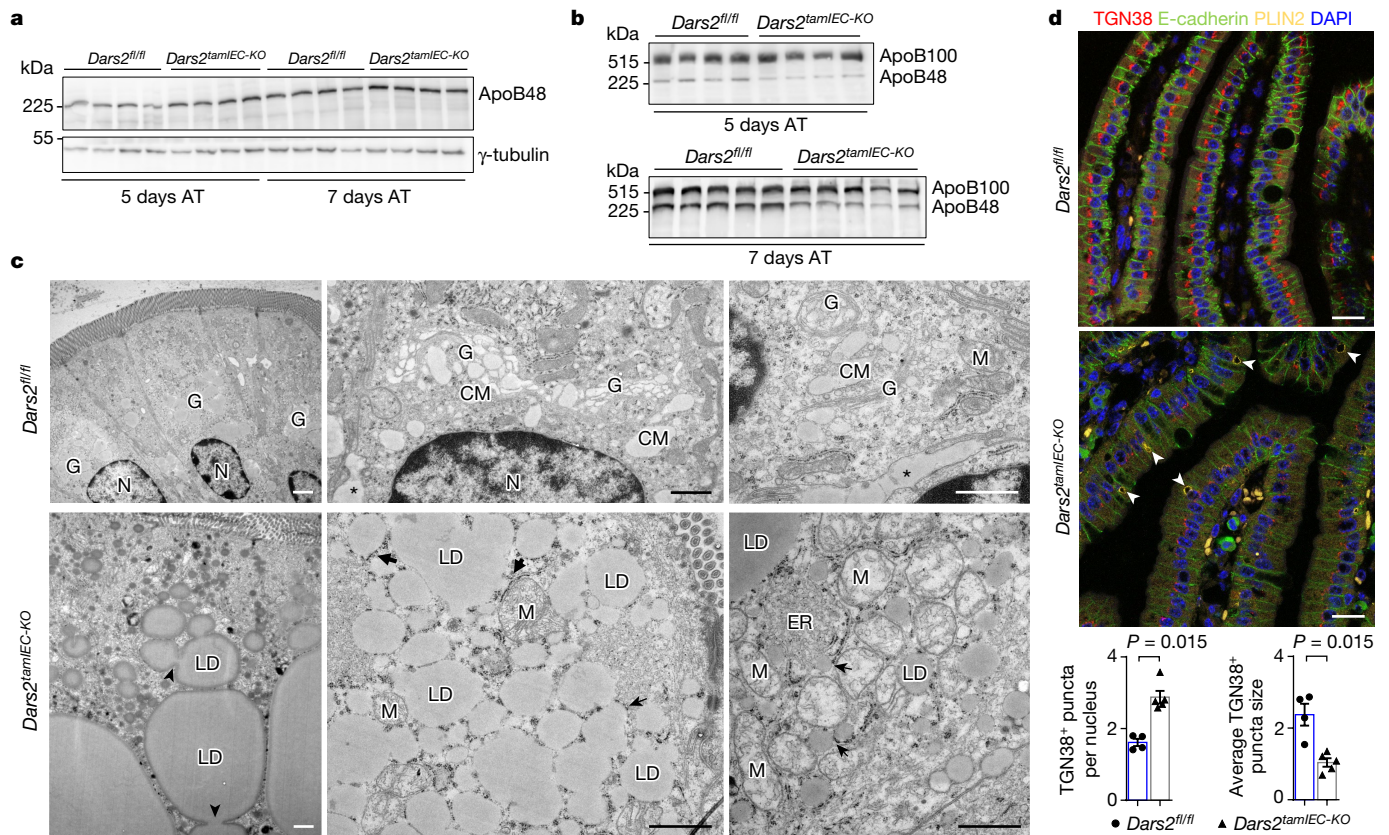 a
kDa
Dars2fl/fl Dars2tamIEC-KO Dars2fl/fl Dars2tamIEC-KO
225
ApoB48
55
γ-tubulin
5 days AT 7 days AT
b
kDa
Dars2fl/fl Dars2tamIEC-KO
515 ApoB100
225 ApoB48
5 days AT
kDa
Dars2fl/fl Dars2tamIEC-KO
515 ApoB100
225 ApoB48
7 days AT
c
Dars2fl/fl
G
G
G
N
N
G
G
CM
CM
N
*
G
M
CM
G
*
Dars2tamIEC-KO
LD
LD
LD
LD
M
LD
M
LD
LD
M
ER
M
LD
M
d
TGN38 E-cadherin PLIN2 DAPI
Dars2fl/fl
Dars2tamIEC-KO
P = 0.015
4
2
0
TGN38+ puncta
per nucleus
P = 0.015
4
2
0
Average TGN38+
puncta size
● Dars2fl/fl ▲ Dars2tamIEC-KO